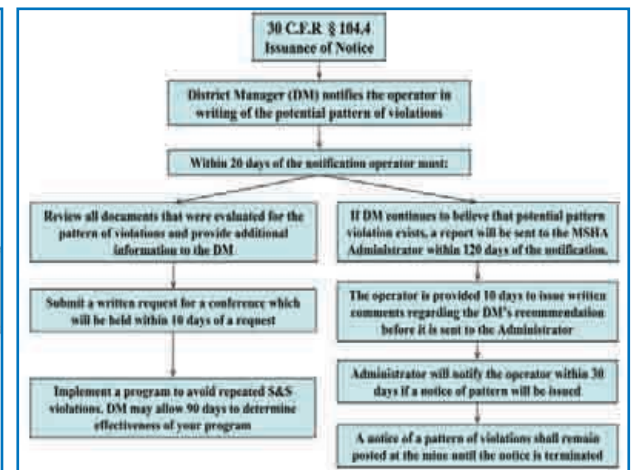 30 C.F.R § 104.4
Issuance of Notice
District Manager (DM) notifies the operator in
writing of the potential pattern of violations
Within 20 days of the notification operator must:
Review all documents that were evaluated for the
pattern of violations and provide additional
information to the DM
Submit a written request for a conference which
will be held within 10 days of a request
Implement a program to avoid repeated S&S
violations. DM may allow 90 days to determine
effectiveness of your program
If DM continues to believe that potential pattern
violation exists, a report will be sent to the MSHA
Administrator within 120 days of the notification.
The operator is provided 10 days to issue written
comments regarding the DM's recommendation
before it is sent to the Administrator
Administrator will notify the operator within 30
days if a notice of pattern will be issued
A notice of a pattern of violations shall remain
posted at the mine until the notice is terminated